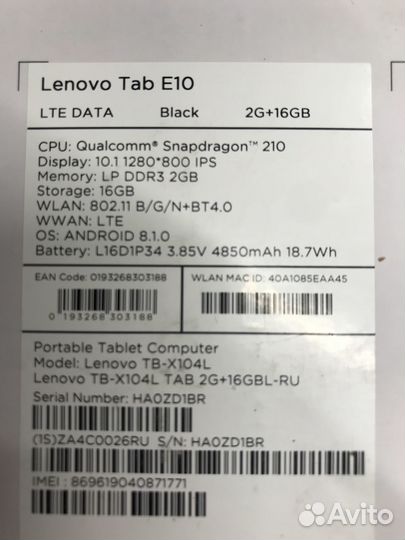 Lenovo Tab E10
LTE DATA Black 2G+16GB
CPU: Qualcomm® Snapdragon™ 210
Display: 10.1 1280*800 IPS
Memory: LP DDR3 2GB
Storage: 16GB
WLAN: 802.11 B/G/N+BT4.0
WWAN: LTE
OS: ANDROID 8.1.0
Battery: L16D1P34 3.85V 4850mAh 18.7Wh
EAN Code: 0193268303188 WLAN MAC ID: 40A1085EAA45
0 193268 303188
Portable Tablet Computer
Model: Lenovo TB-X104L
Lenovo TB-X104L TAB 2G+16GBL-RU
Serial Number: HA0ZD1BR
(1S)ZA4C0026RU S/N: HA0ZD1BR
IMEI : 869619040871771
Avito